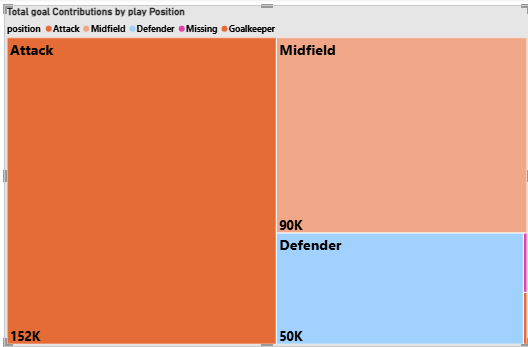 Total goal Contributions by play Position
position Attack Midfield Defender Missing Goalkeeper
Attack
Midfield
90K
Defender
152K
50K